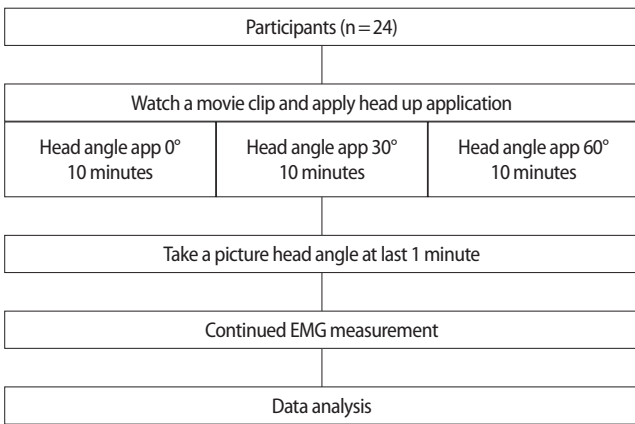 Participants (n=24)
Watch a movie clip and apply head up application
Head angle app 0°
10 minutes
Head angle app 30°
10 minutes
Head angle app 60°
10 minutes
Take a picture head angle at last 1 minute
Continued EMG measurement
Data analysis